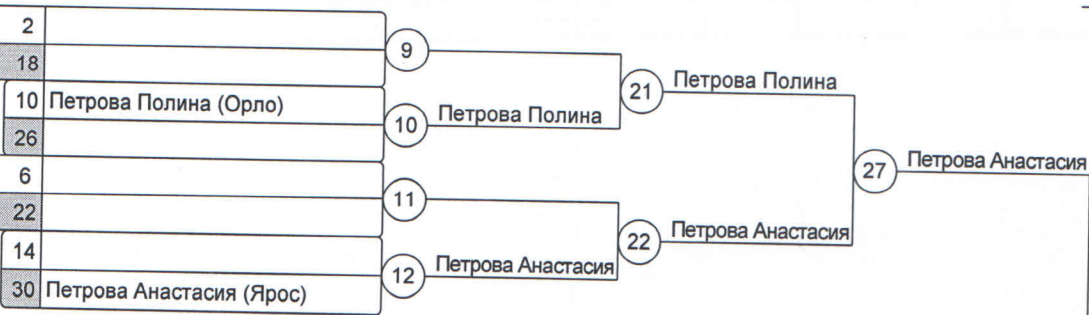 2
18
10 Петрова Полина (Орло)
26
6
22
14
30 Петрова Анастасия (Ярос)
9
10 Петрова Полина
11
12 Петрова Анастасия
21 Петрова Полина
22 Петрова Анастасия
27 Петрова Анастасия